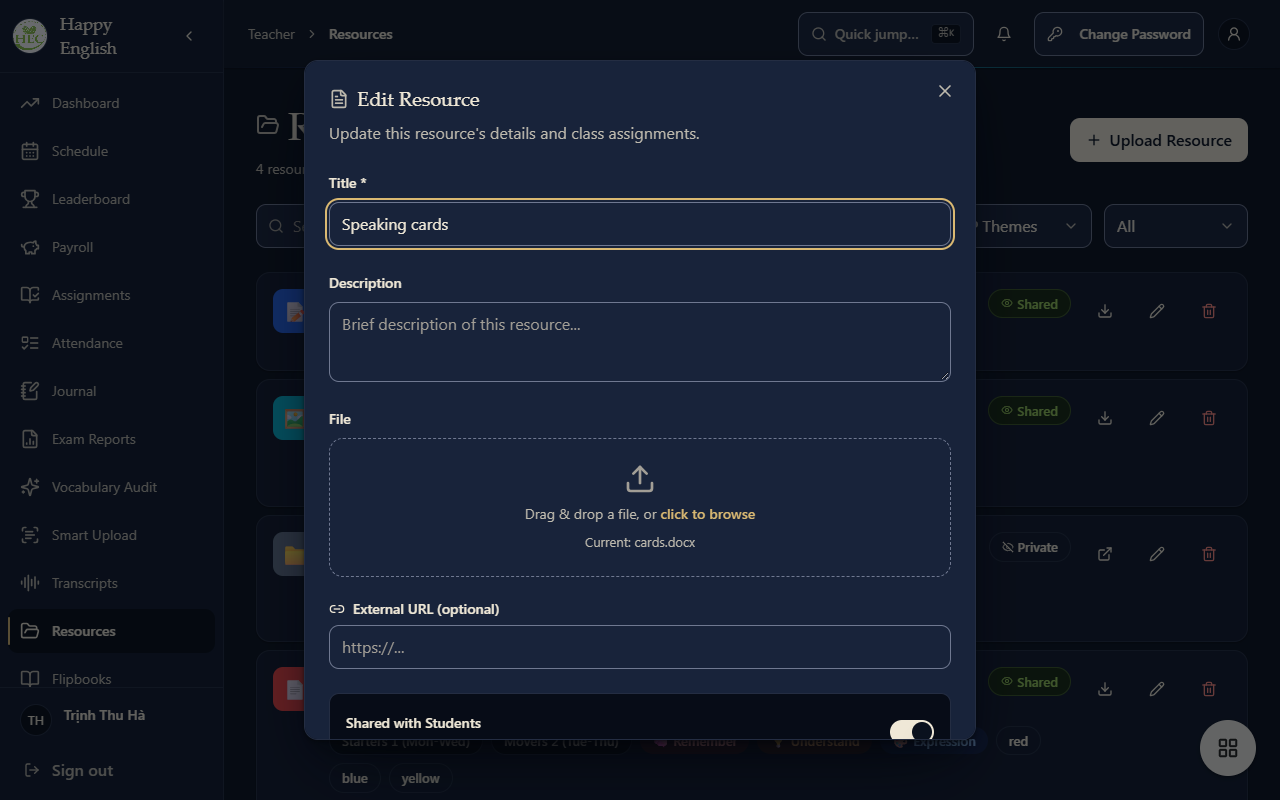 Happy
English
Teacher
Resources
Quick jump...
⌘K
Change Password
Dashboard
Schedule
Leaderboard
Payroll
Assignments
Attendance
Journal
Exam Reports
Vocabulary Audit
Smart Upload
Transcripts
Resources
Flipbooks
TH
Trịnh Thu Hà
Sign out
4
Upload Resource
Themes
All
Shared
Shared
Private
Shared
Edit Resource
Update this resource's details and class assignments.
Title *
Speaking cards
Description
Brief description of this resource...
File
Drag & drop a file, or click to browse
Current: cards.docx
External URL (optional)
https://...
Shared with Students
Starters 1 (Mon-Wed)
Movers 2 (Tue-Thu)
Remember
Understand
Expression
red
blue
yellow